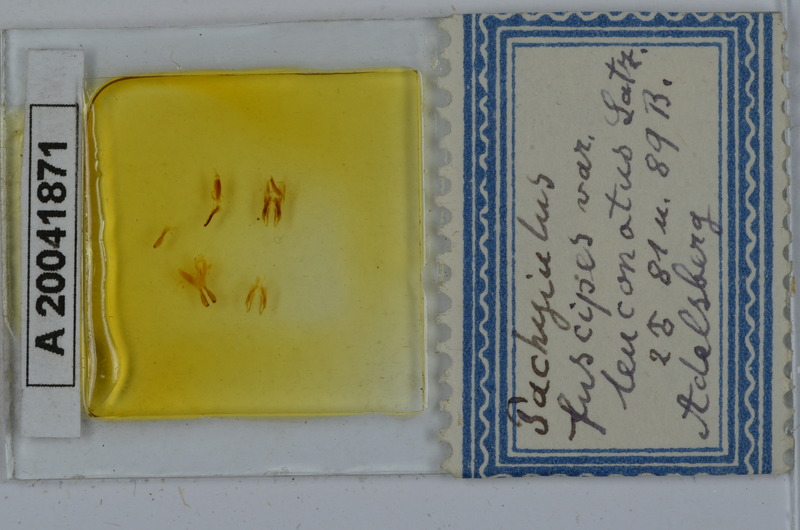 A 20041871
Pachyiulus
fuscipes var.
leuconotus Latz.
2 ♂ 81 u. 89 B.
Adelsberg